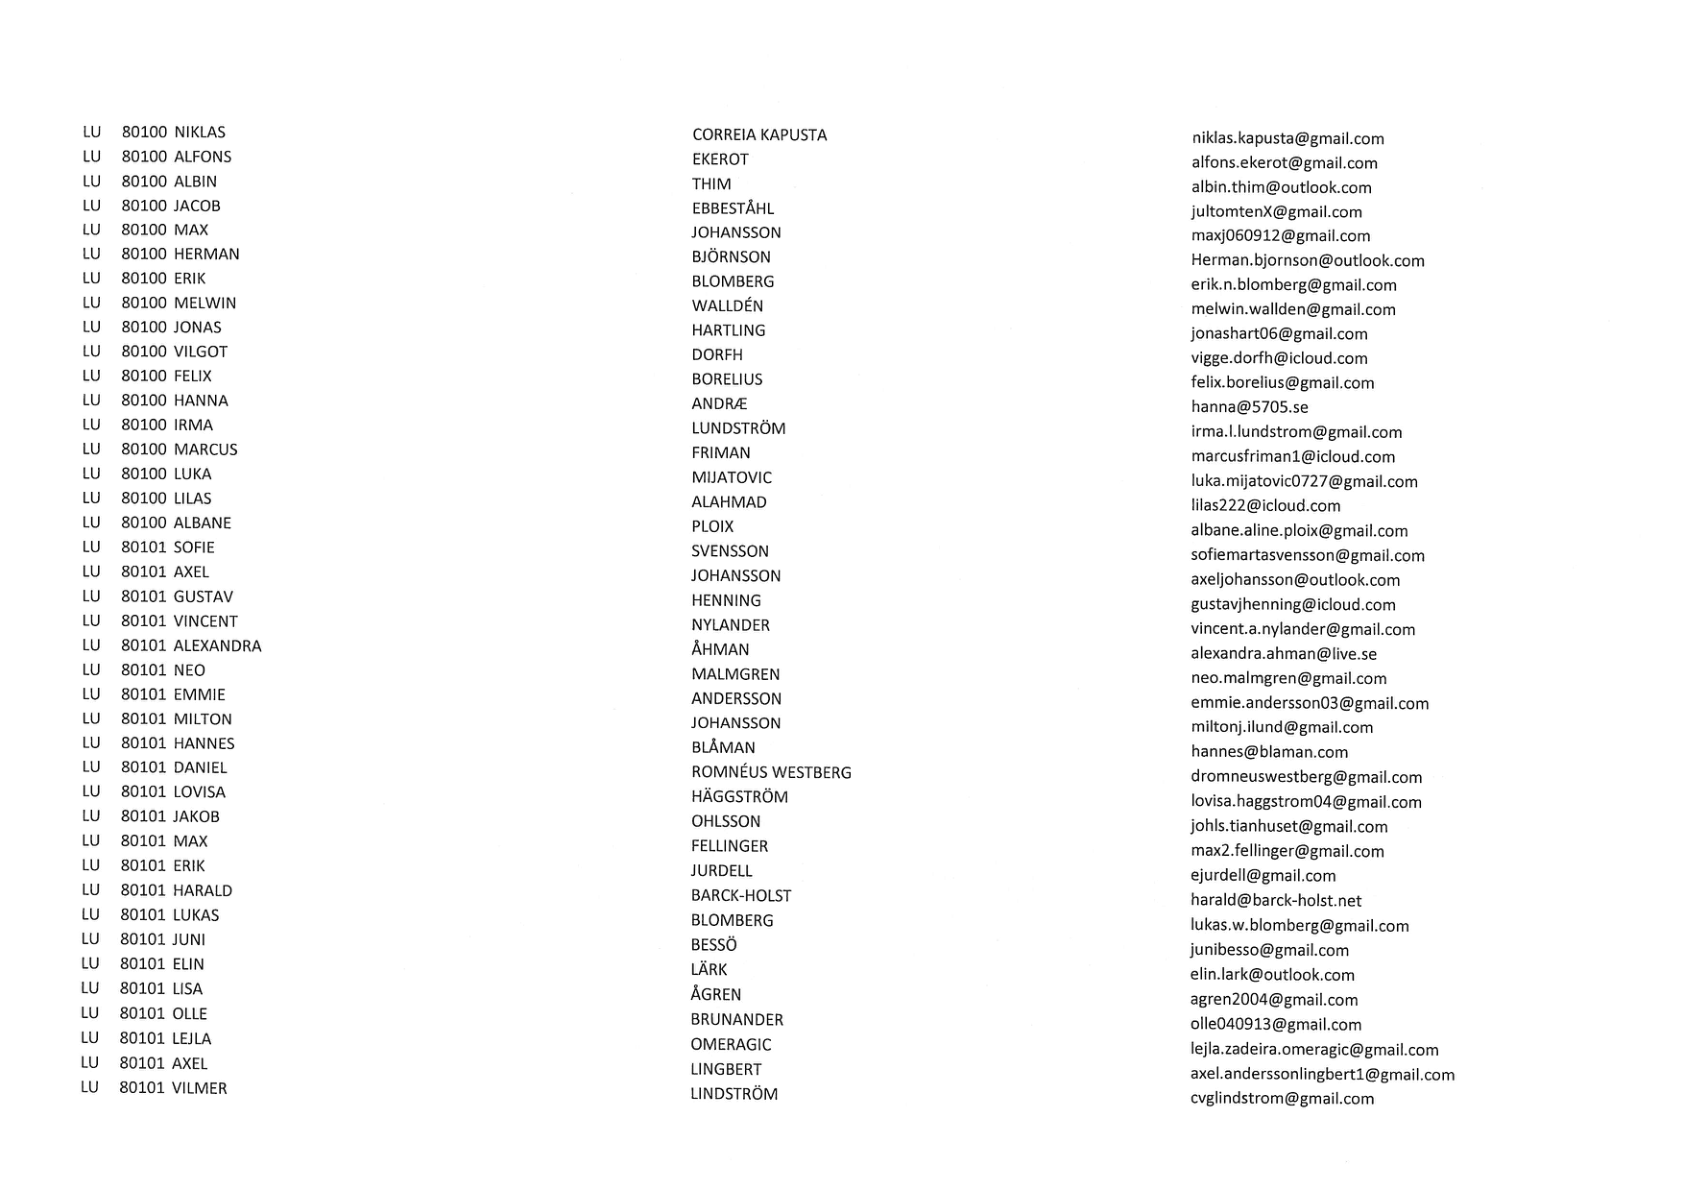 LU 80100 NIKLAS CORREIA KAPUSTA niklas.kapusta@gmail.com
LU 80100 ALFONS EKEROT alfons.ekerot@gmail.com
LU 80100 ALBIN THIM albin.thim@outlook.com
LU 80100 JACOB EBBESTÅHL jultomtenX@gmail.com
LU 80100 MAX JOHANSSON maxj060912@gmail.com
LU 80100 HERMAN BJÖRNSON Herman.bjornson@outlook.com
LU 80100 ERIK BLOMBERG erik.n.blomberg@gmail.com
LU 80100 MELWIN WALLDÉN melwin.wallden@gmail.com
LU 80100 JONAS HARTLING jonashart06@gmail.com
LU 80100 VILGOT DORFH vigge.dorfh@icloud.com
LU 80100 FELIX BORELIUS felix.borelius@gmail.com
LU 80100 HANNA ANDRÆ hanna@5705.se
LU 80100 IRMA LUNDSTRÖM irma.l.lundstrom@gmail.com
LU 80100 MARCUS FRIMAN marcusfriman1@icloud.com
LU 80100 LUKA MIJATOVIC luka.mijatovic0727@gmail.com
LU 80100 LILAS ALAHMAD lilas222@icloud.com
LU 80100 ALBANE PLOIX albane.aline.ploix@gmail.com
LU 80101 SOFIE SVENSSON sofiemartasvensson@gmail.com
LU 80101 AXEL JOHANSSON axeljohansson@outlook.com
LU 80101 GUSTAV HENNING gustavjhenning@icloud.com
LU 80101 VINCENT NYLANDER vincent.a.nylander@gmail.com
LU 80101 ALEXANDRA ÅHMAN alexandra.ahman@live.se
LU 80101 NEO MALMGREN neo.malmgren@gmail.com
LU 80101 EMMIE ANDERSSON emmie.andersson03@gmail.com
LU 80101 MILTON JOHANSSON miltonj.ilund@gmail.com
LU 80101 HANNES BLÅMAN hannes@blaman.com
LU 80101 DANIEL ROMNÉUS WESTBERG dromneuswestberg@gmail.com
LU 80101 LOVISA HÄGGSTRÖM lovisa.haggstrom04@gmail.com
LU 80101 JAKOB OHLSSON johls.tianhuset@gmail.com
LU 80101 MAX FELLINGER max2.fellinger@gmail.com
LU 80101 ERIK JURDELL ejurdell@gmail.com
LU 80101 HARALD BARCK-HOLST harald@barck-holst.net
LU 80101 LUKAS BLOMBERG lukas.w.blomberg@gmail.com
LU 80101 JUNI BESSÖ junibesso@gmail.com
LU 80101 ELIN LÄRK elin.lark@outlook.com
LU 80101 LISA ÅGREN agren2004@gmail.com
LU 80101 OLLE BRUNANDER olle040913@gmail.com
LU 80101 LEJLA OMERAGIC lejla.zadeira.omeragic@gmail.com
LU 80101 AXEL LINGBERT axel.anderssonlingbert1@gmail.com
LU 80101 VILMER LINDSTRÖM cvglindstrom@gmail.com